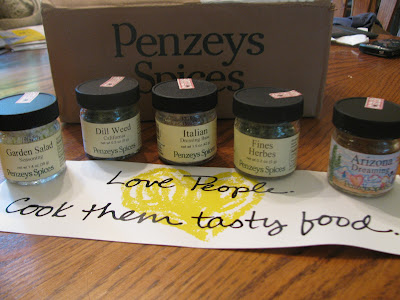 Penzeys
Spices
Garden Salad
Seasoning
Penzeys Spices
Dill Weed
California
Penzeys Spices
Italian
Dressing Base
Penzeys Spices
Fines
Herbes
Penzeys Spices
Arizona
Dreaming
Love People.
Cook them tasty food.